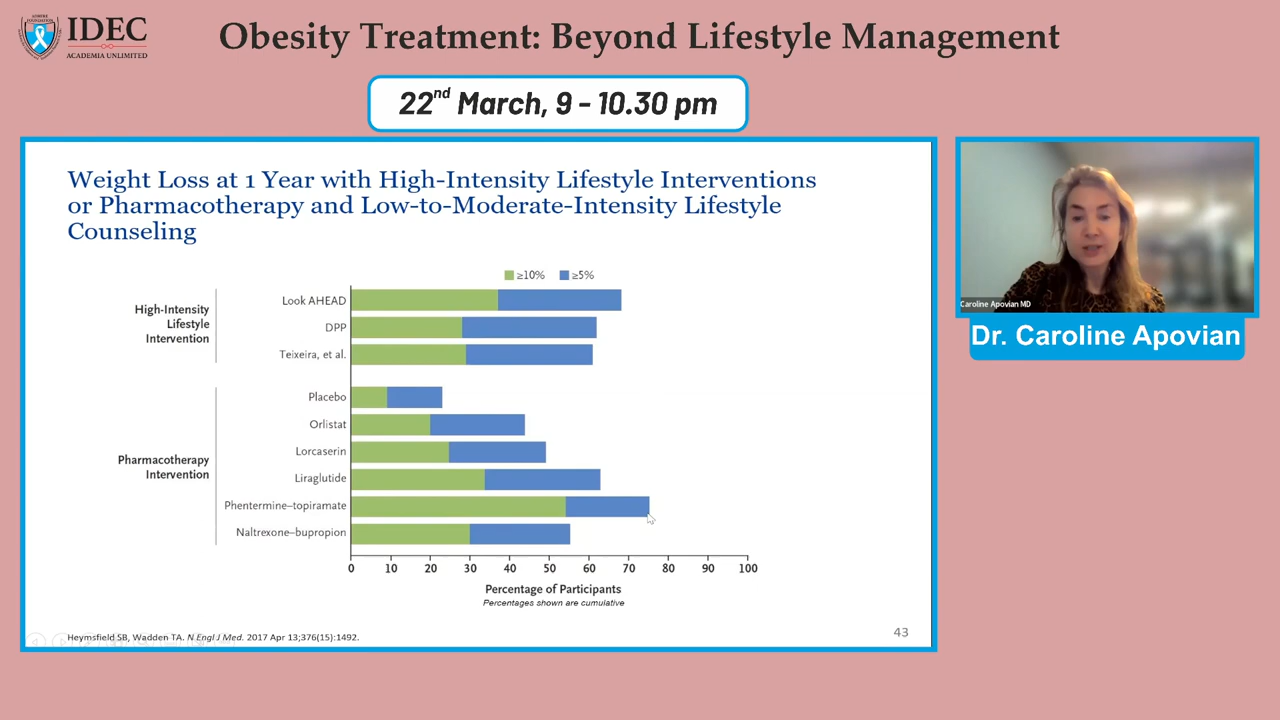 IDEC
ACADEMIA UNLIMITED
Obesity Treatment: Beyond Lifestyle Management
22nd March, 9 - 10.30 pm
Weight Loss at 1 Year with High-Intensity Lifestyle Interventions
or Pharmacotherapy and Low-to-Moderate-Intensity Lifestyle
Counseling
≥10% ≥5%
High-Intensity
Lifestyle
Intervention
Look AHEAD
DPP
Teixeira, et al.
Pharmacotherapy
Intervention
Placebo
Orlistat
Lorcaserin
Liraglutide
Phentermine–topiramate
Naltrexone–bupropion
0 10 20 30 40 50 60 70 80 90 100
Percentage of Participants
Percentages shown are cumulative
Heymsfield SB, Wadden TA. N Engl J Med. 2017 Apr 13;376(15):1492.
43
Caroline Apovian MD
Dr. Caroline Apovian